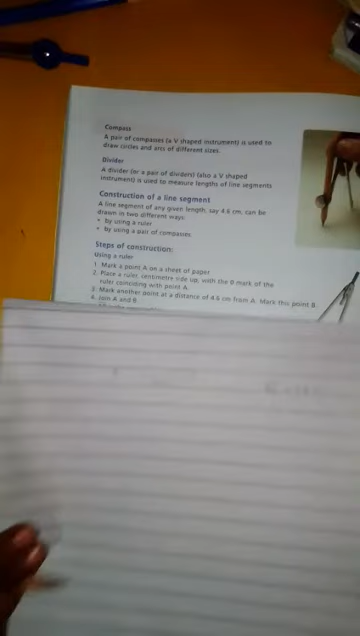 Compass
A pair of compasses (a V shaped instrument) is used to
draw circles and arcs of different sizes.
Divider
A divider (or a pair of dividers) (also a V shaped
instrument) is used to measure lengths of line segments
Construction of a line segment
A line segment of any given length, say 4.6 cm, can be
drawn in two different ways:
• by using a ruler
• by using a pair of compasses.
Steps of construction:
Using a ruler
1. Mark a point A on a sheet of paper
2. Place a ruler, centimetre side up, with the 0 mark of the
ruler coinciding with point A.
3. Mark another point at a distance of 4.6 cm from A. Mark this point B.
4. Join A and B.